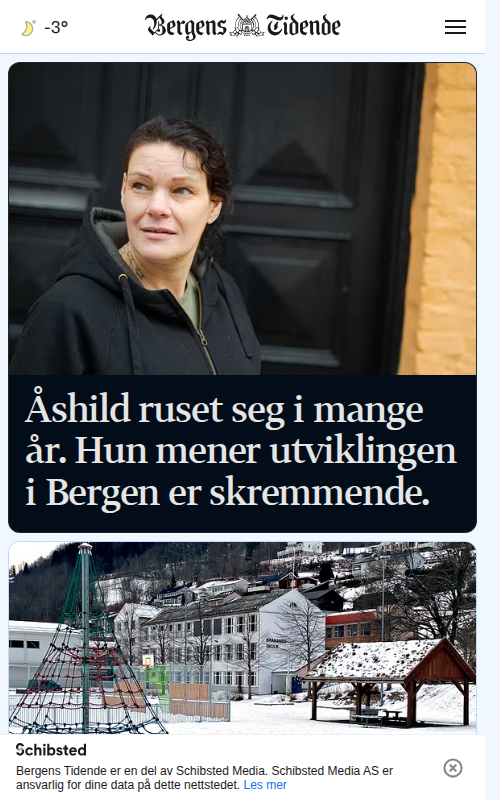 -3°
Bergens Tidende
Åshild ruset seg i mange
år. Hun mener utviklingen
i Bergen er skremmende.
Schibsted
Bergens Tidende er en del av Schibsted Media. Schibsted Media AS er
ansvarlig for dine data på dette nettstedet. Les mer